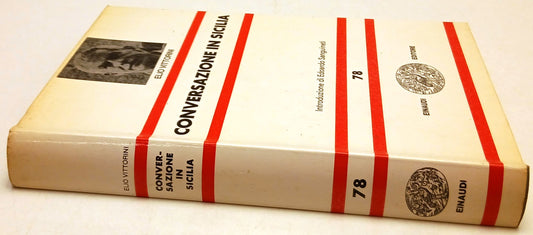 ELIO VITTORINI
CONVERSAZIONE IN SICILIA
Introduzione di Edoardo Sanguineti
78
EINAUDI
EDITORE
ELIO VITTORINI
CONVER-
SAZIONE
IN
SICILIA
78
EINAUDI